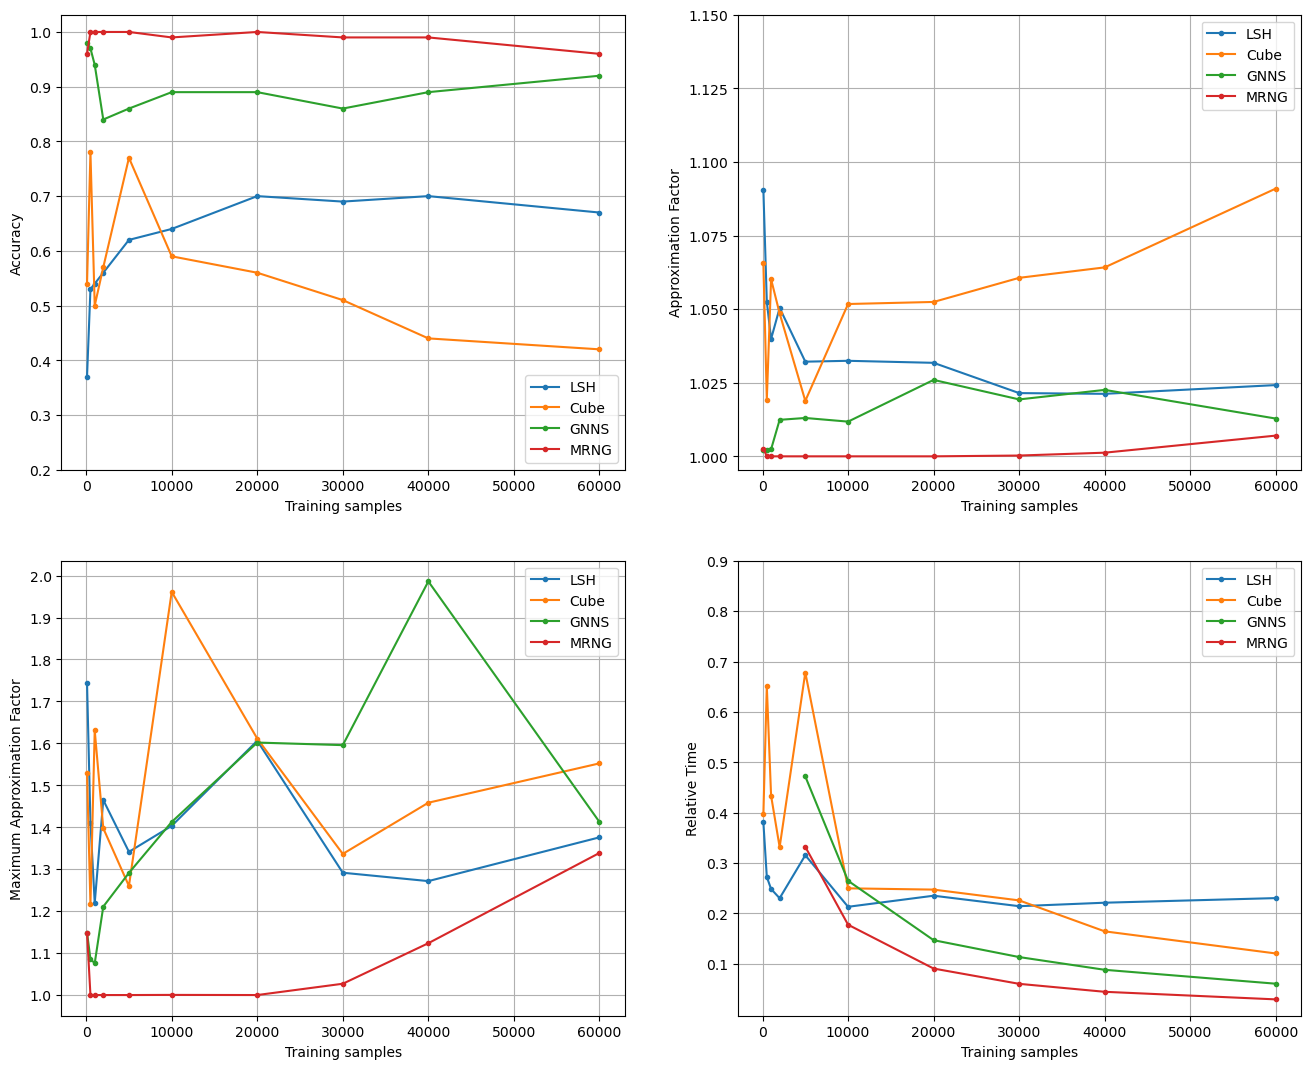 1.0
0.9
0.8
0.7
0.6
0.5
0.4
0.3
0.2
Accuracy
0 10000 20000 30000 40000 50000 60000
Training samples
LSH
Cube
GNNS
MRNG
1.150
1.125
1.100
1.075
1.050
1.025
1.000
Approximation Factor
0 10000 20000 30000 40000 50000 60000
Training samples
LSH
Cube
GNNS
MRNG
2.0
1.9
1.8
1.7
1.6
1.5
1.4
1.3
1.2
1.1
1.0
Maximum Approximation Factor
0 10000 20000 30000 40000 50000 60000
Training samples
LSH
Cube
GNNS
MRNG
0.9
0.8
0.7
0.6
0.5
0.4
0.3
0.2
0.1
Relative Time
0 10000 20000 30000 40000 50000 60000
Training samples
LSH
Cube
GNNS
MRNG